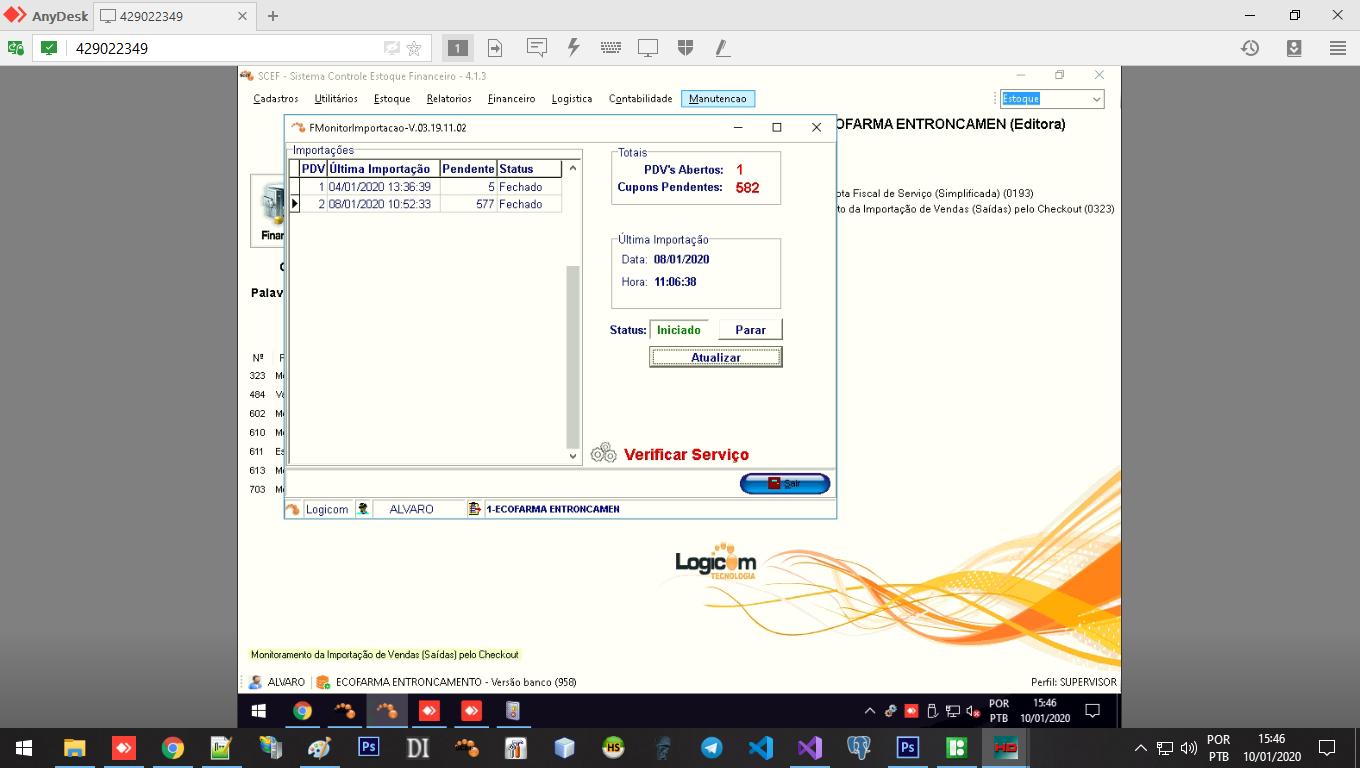 AnyDesk
429022349
429022349
1
SCEF - Sistema Controle Estoque Financeiro - 4.1.3
Cadastros Utilitários Estoque Relatorios Financeiro Logistica Contabilidade Manutencao
Estoque
FMonitorImportacao-V.03.19.11.02
OFARMA ENTRONCAMEN (Editora)
Importações
PDV Última Importação Pendente Status
1 04/01/2020 13:36:39 5 Fechado
2 08/01/2020 10:52:33 577 Fechado
Totais
PDV's Abertos: 1
Cupons Pendentes: 582
ota Fiscal de Serviço (Simplificada) (0193)
to da Importação de Vendas (Saídas) pelo Checkout (0323)
Finar
Última Importação
Data: 08/01/2020
Hora: 11:06:38
Palav
Status: Iniciado Parar
Atualizar
Nº
323 Mo
484
602
610
611 Es
613
703
Verificar Serviço
Sair
Logicom ALVARO 1-ECOFARMA ENTRONCAMEN
Logicom
TECNOLOGIA
Monitoramento da Importação de Vendas (Saídas) pelo Checkout
ALVARO ECOFARMA ENTRONCAMENTO - Versão banco (958) Perfil: SUPERVISOR
POR
PTB
15:46
10/01/2020
Ps
DI
HS
Ps
HD
POR
PTB
15:46
10/01/2020